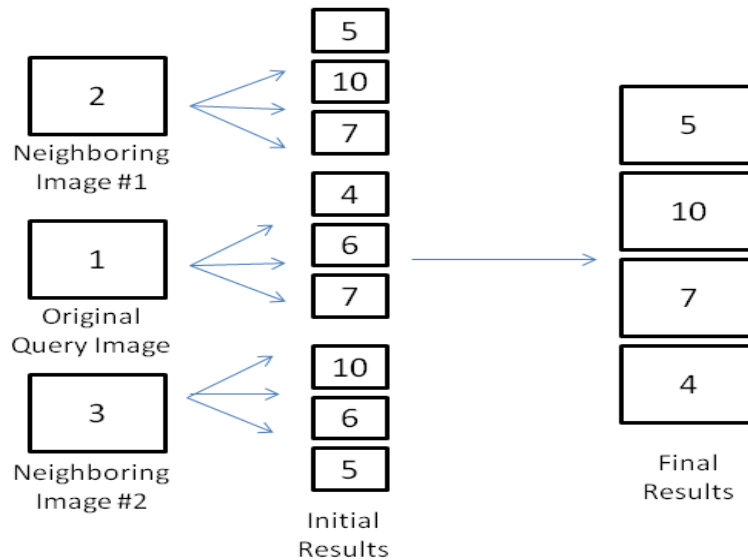 2
Neighboring
Image #1
1
Original
Query Image
3
Neighboring
Image #2
5
10
7
4
6
7
10
6
5
Initial
Results
5
10
7
4
Final
Results